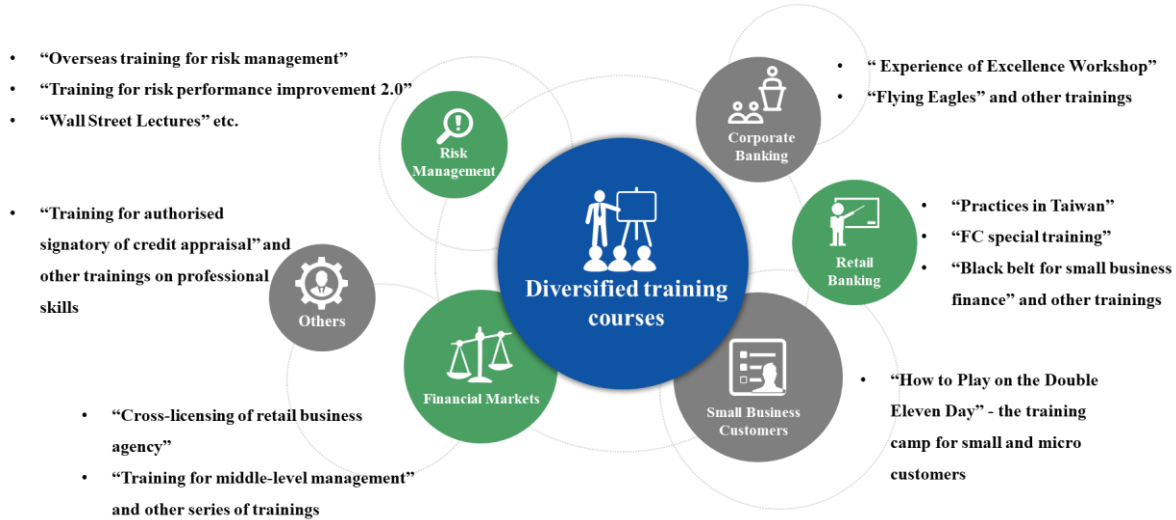 • “Overseas training for risk management”
• “Training for risk performance improvement 2.0”
• “Wall Street Lectures” etc.
Risk
Management
• “ Experience of Excellence Workshop”
• “Flying Eagles” and other trainings
Corporate
Banking
• “Training for authorised
signatory of credit appraisal” and
other trainings on professional
skills
Others
Diversified training
courses
Retail
Banking
• “Practices in Taiwan”
• “FC special training”
• “Black belt for small business
finance” and other trainings
Financial Markets
• “Cross-licensing of retail business
agency”
• “Training for middle-level management”
and other series of trainings
Small Business
Customers
• “How to Play on the Double
Eleven Day” - the training
camp for small and micro
customers